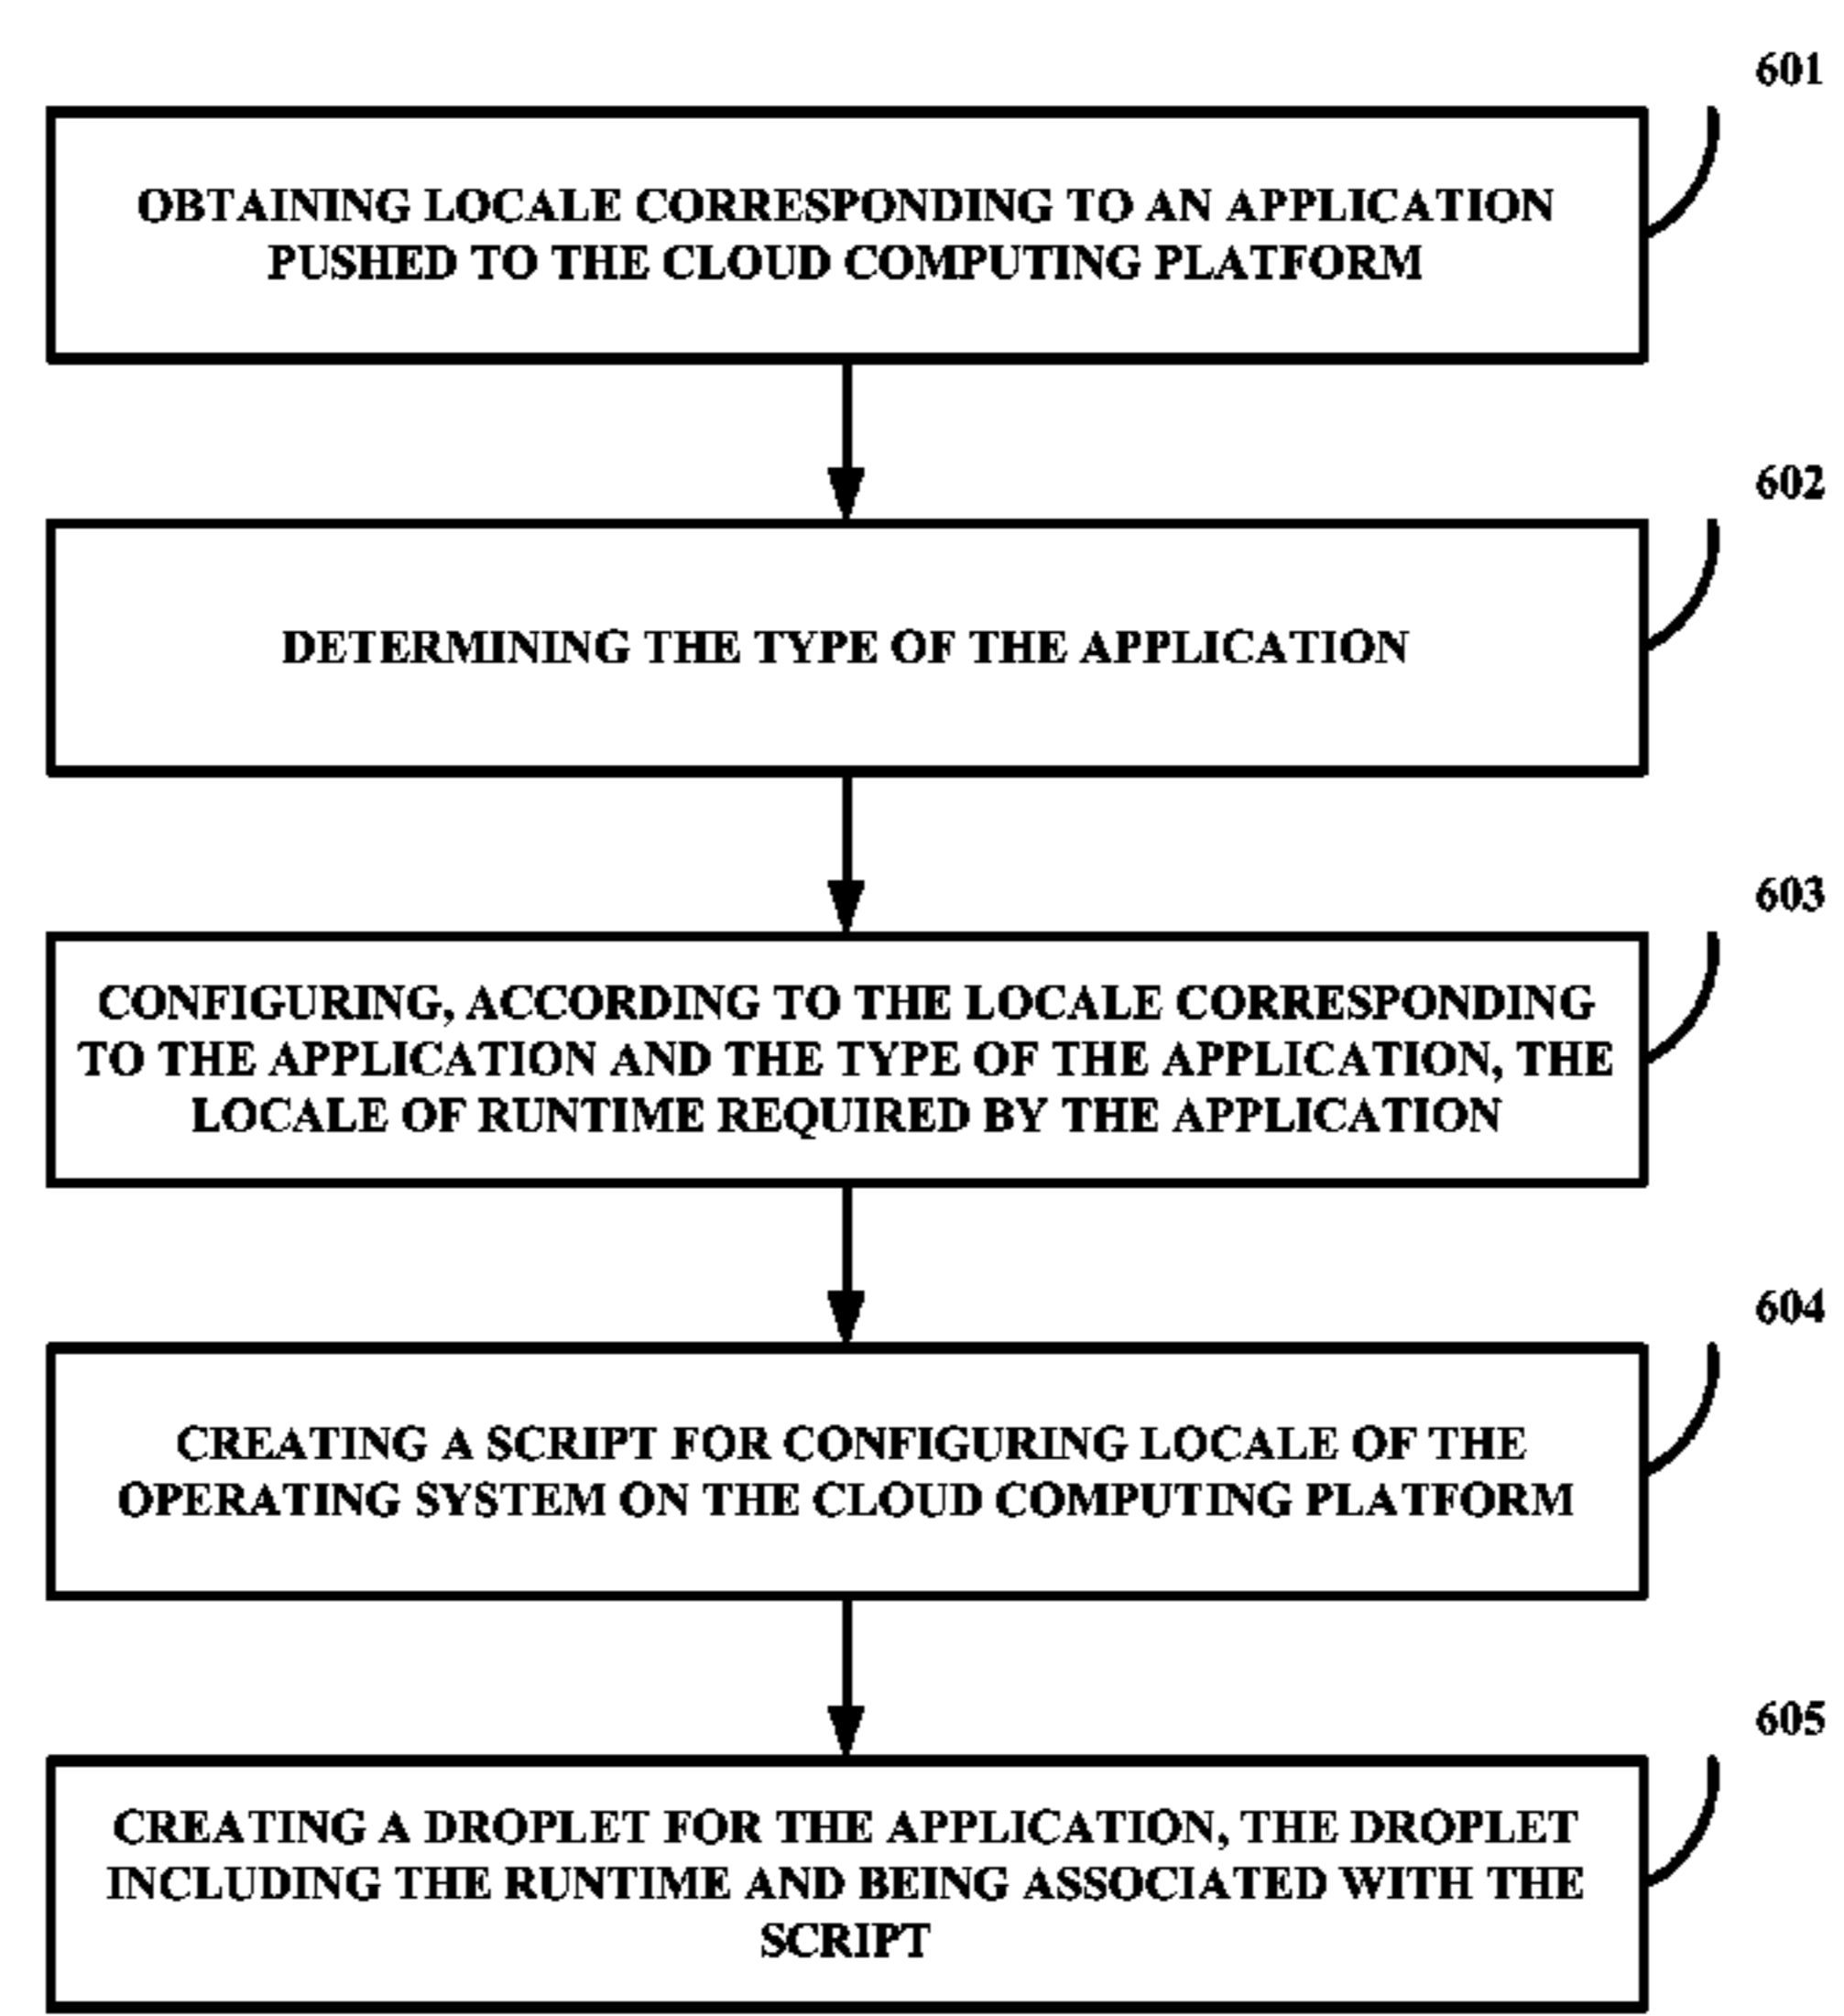 601
OBTAINING LOCALE CORRESPONDING TO AN APPLICATION
PUSHED TO THE CLOUD COMPUTING PLATFORM
602
DETERMINING THE TYPE OF THE APPLICATION
603
CONFIGURING, ACCORDING TO THE LOCALE CORRESPONDING
TO THE APPLICATION AND THE TYPE OF THE APPLICATION, THE
LOCALE OF RUNTIME REQUIRED BY THE APPLICATION
604
CREATING A SCRIPT FOR CONFIGURING LOCALE OF THE
OPERATING SYSTEM ON THE CLOUD COMPUTING PLATFORM
605
CREATING A DROPLET FOR THE APPLICATION, THE DROPLET
INCLUDING THE RUNTIME AND BEING ASSOCIATED WITH THE
SCRIPT